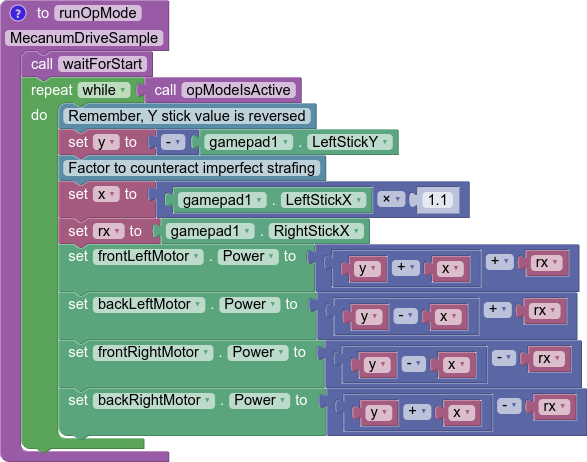 ? to runOpMode
MecanumDriveSample
call waitForStart
repeat while call opModeIsActive
do Remember, Y stick value is reversed
set y to - gamepad1 . LeftStickY
Factor to counteract imperfect strafing
set x to gamepad1 . LeftStickX × 1.1
set rx to gamepad1 . RightStickX
set frontLeftMotor . Power to y + x + rx
set backLeftMotor . Power to y - x + rx
set frontRightMotor . Power to y - x - rx
set backRightMotor . Power to y + x - rx